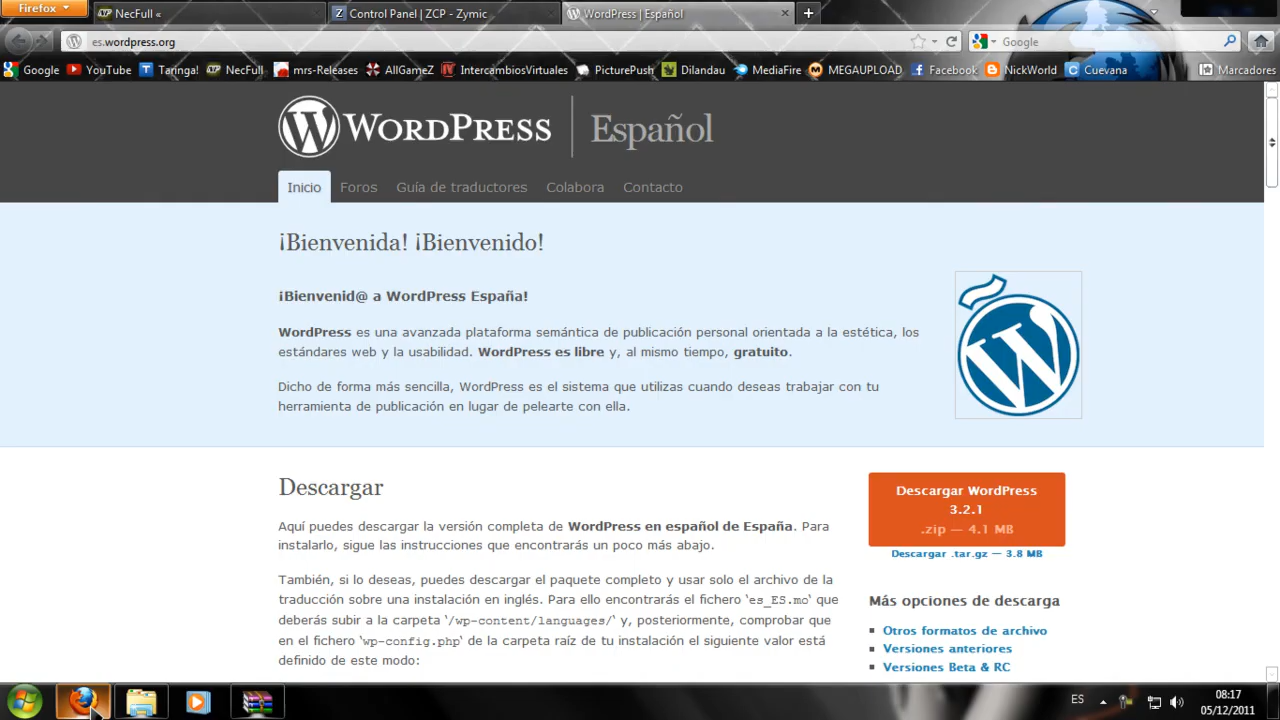 Firefox
NecFull «
Control Panel | ZCP - Zymic
WordPress | Español
es.wordpress.org
Google
Google
YouTube
Taringa!
NecFull
mrs-Releases
AllGameZ
IntercambiosVirtuales
PicturePush
Dilandau
MediaFire
MEGAUPLOAD
Facebook
NickWorld
Cuevana
Marcadores
WORDPRESS
Español
Inicio
Foros
Guía de traductores
Colabora
Contacto
¡Bienvenida! ¡Bienvenido!
¡Bienvenid@ a WordPress España!
WordPress es una avanzada plataforma semántica de publicación personal orientada a la estética, los
estándares web y la usabilidad. WordPress es libre y, al mismo tiempo, gratuito.
Dicho de forma más sencilla, WordPress es el sistema que utilizas cuando deseas trabajar con tu
herramienta de publicación en lugar de pelearte con ella.
Descargar
Aquí puedes descargar la versión completa de WordPress en español de España. Para
instalarlo, sigue las instrucciones que encontrarás un poco más abajo.
También, si lo deseas, puedes descargar el paquete completo y usar solo el archivo de la
traducción sobre una instalación en inglés. Para ello encontrarás el fichero 'es_ES.mo' que
deberás subir a la carpeta '/wp-content/languages/' y, posteriormente, comprobar que
en el fichero 'wp-config.php' de la carpeta raíz de tu instalación el siguiente valor está
definido de este modo:
Descargar WordPress
3.2.1
.zip — 4.1 MB
Descargar .tar.gz — 3.8 MB
Más opciones de descarga
Otros formatos de archivo
Versiones anteriores
Versiones Beta & RC
ES
08:17
05/12/2011